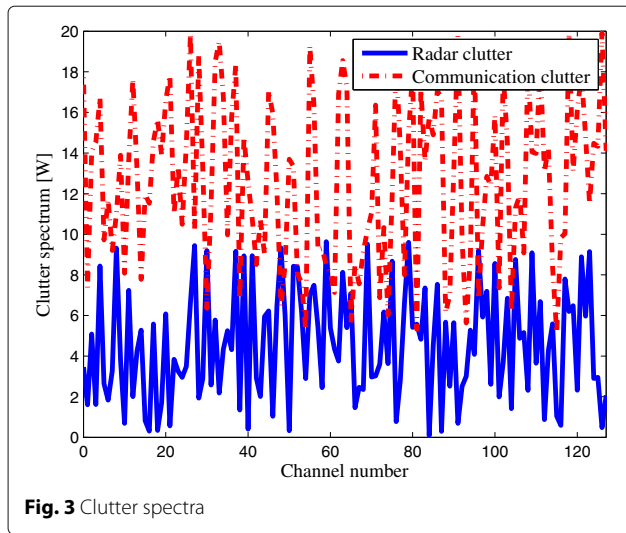 20
18
16
14
12
10
8
6
4
2
0
Clutter spectrum [W]
Radar clutter
Communication clutter
0 20 40 60 80 100 120
Channel number
Fig. 3 Clutter spectra